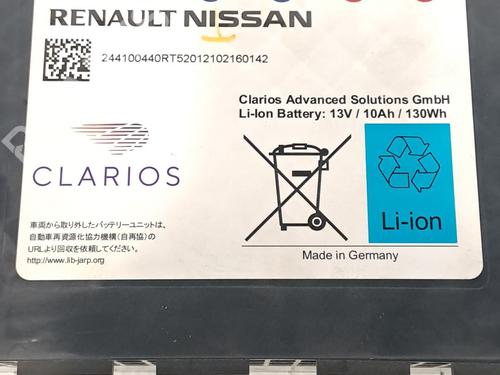 RENAULT NISSAN
244100440RT52012102160142
Clarios Advanced Solutions GmbH
Li-Ion Battery: 13V / 10Ah / 130Wh
CLARIOS
Li-ion
車両から取り外したバッテリーユニットは、
自動車再資源化協力機構（自再協）の
URLより回収を依頼してください。
http://www.lib-jarp.org
Made in Germany